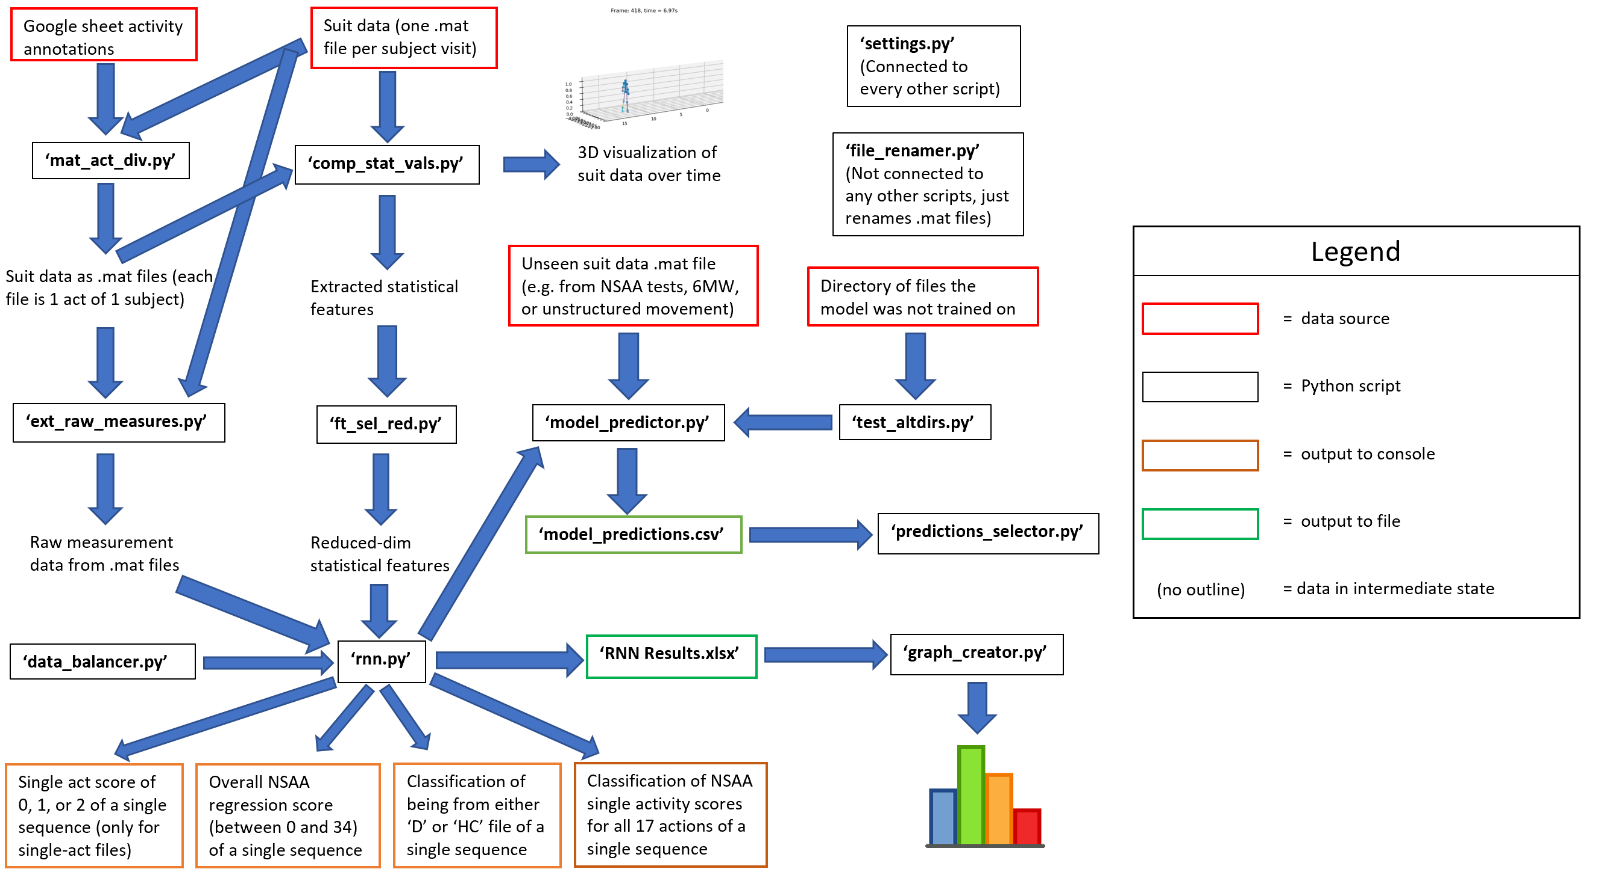 Google sheet activity
annotations
Suit data (one .mat
file per subject visit)
Frame: 418, time = 6.97s
‘settings.py’
(Connected to
every other script)
‘mat_act_div.py’
‘comp_stat_vals.py’
3D visualization of
suit data over time
‘file_renamer.py’
(Not connected to
any other scripts, just
renames .mat files)
Suit data as .mat files (each
file is 1 act of 1 subject)
Extracted statistical
features
Unseen suit data .mat file
(e.g. from NSAA tests, 6MW,
or unstructured movement)
Directory of files the
model was not trained on
‘ext_raw_measures.py’
‘ft_sel_red.py’
‘model_predictor.py’
‘test_altdirs.py’
Raw measurement
data from .mat files
Reduced-dim
statistical features
‘model_predictions.csv’
‘predictions_selector.py’
‘data_balancer.py’
‘rnn.py’
‘RNN Results.xlsx’
‘graph_creator.py’
Single act score of
0, 1, or 2 of a single
sequence (only for
single-act files)
Overall NSAA
regression score
(between 0 and 34)
of a single sequence
Classification of
being from either
‘D’ or ‘HC’ file of a
single sequence
Classification of NSAA
single activity scores
for all 17 actions of a
single sequence
Legend
= data source
= Python script
= output to console
= output to file
(no outline) = data in intermediate state